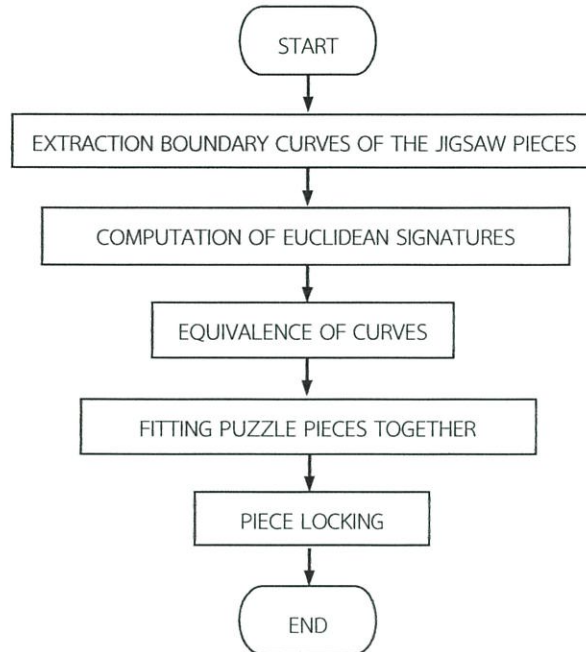 START
EXTRACTION BOUNDARY CURVES OF THE JIGSAW PIECES
COMPUTATION OF EUCLIDEAN SIGNATURES
EQUIVALENCE OF CURVES
FITTING PUZZLE PIECES TOGETHER
PIECE LOCKING
END